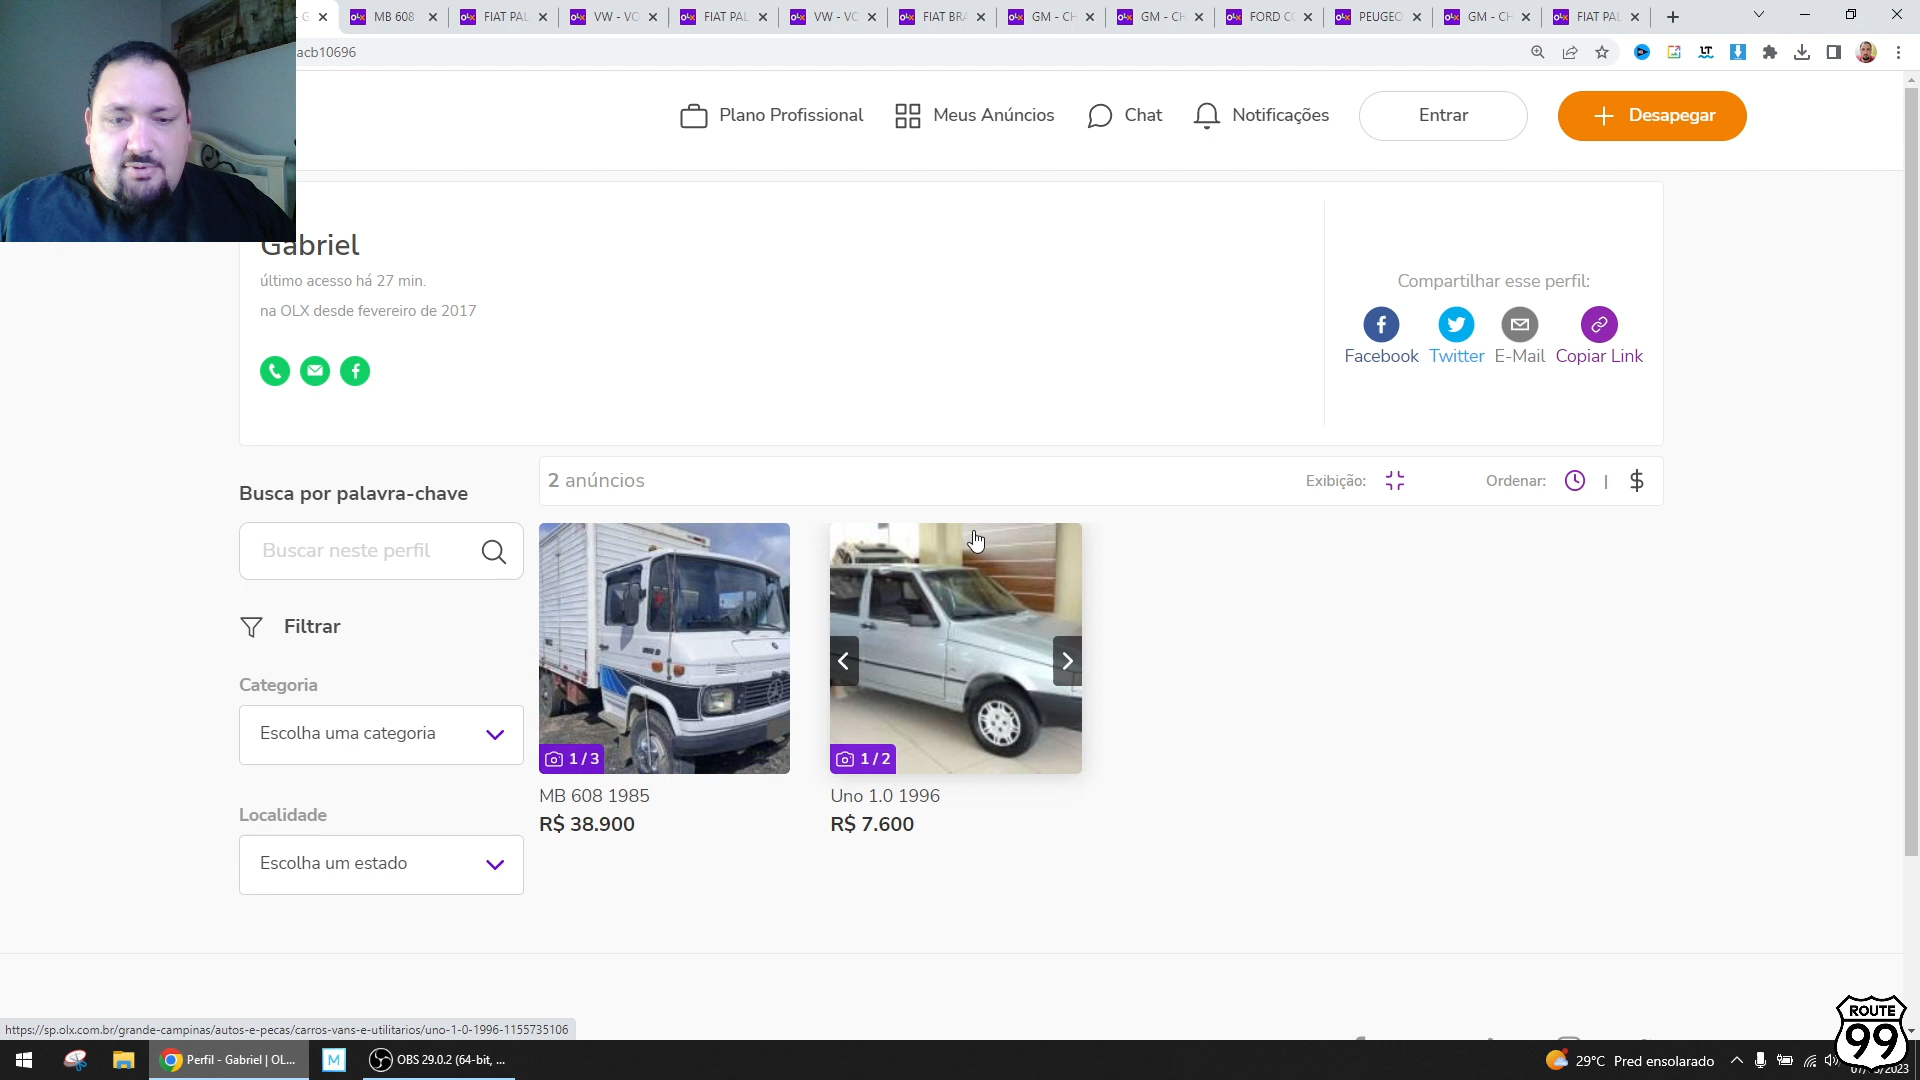 MB 608
FIAT PAL
VW - VO
FIAT PAL
VW - VO
FIAT BRA
GM - CH
GM - CH
FORD CO
PEUGEO
GM - CH
FIAT PAL
acb10696
Plano Profissional
Meus Anúncios
Chat
Notificações
Entrar
Desapegar
Gabriel
último acesso há 27 min.
na OLX desde fevereiro de 2017
Compartilhar esse perfil:
Facebook
Twitter
E-Mail
Copiar Link
2 anúncios
Exibição:
Ordenar:
|
$
Busca por palavra-chave
Buscar neste perfil
Filtrar
Categoria
Escolha uma categoria
Localidade
Escolha um estado
1 / 3
MB 608 1985
R$ 38.900
1 / 2
Uno 1.0 1996
R$ 7.600
https://sp.olx.com.br/grande-campinas/autos-e-pecas/carros-vans-e-utilitarios/uno-1-0-1996-1155735106
ROUTE
99
Perfil - Gabriel | OL...
M
OBS 29.0.2 (64-bit, ...
29°C Pred ensolarado